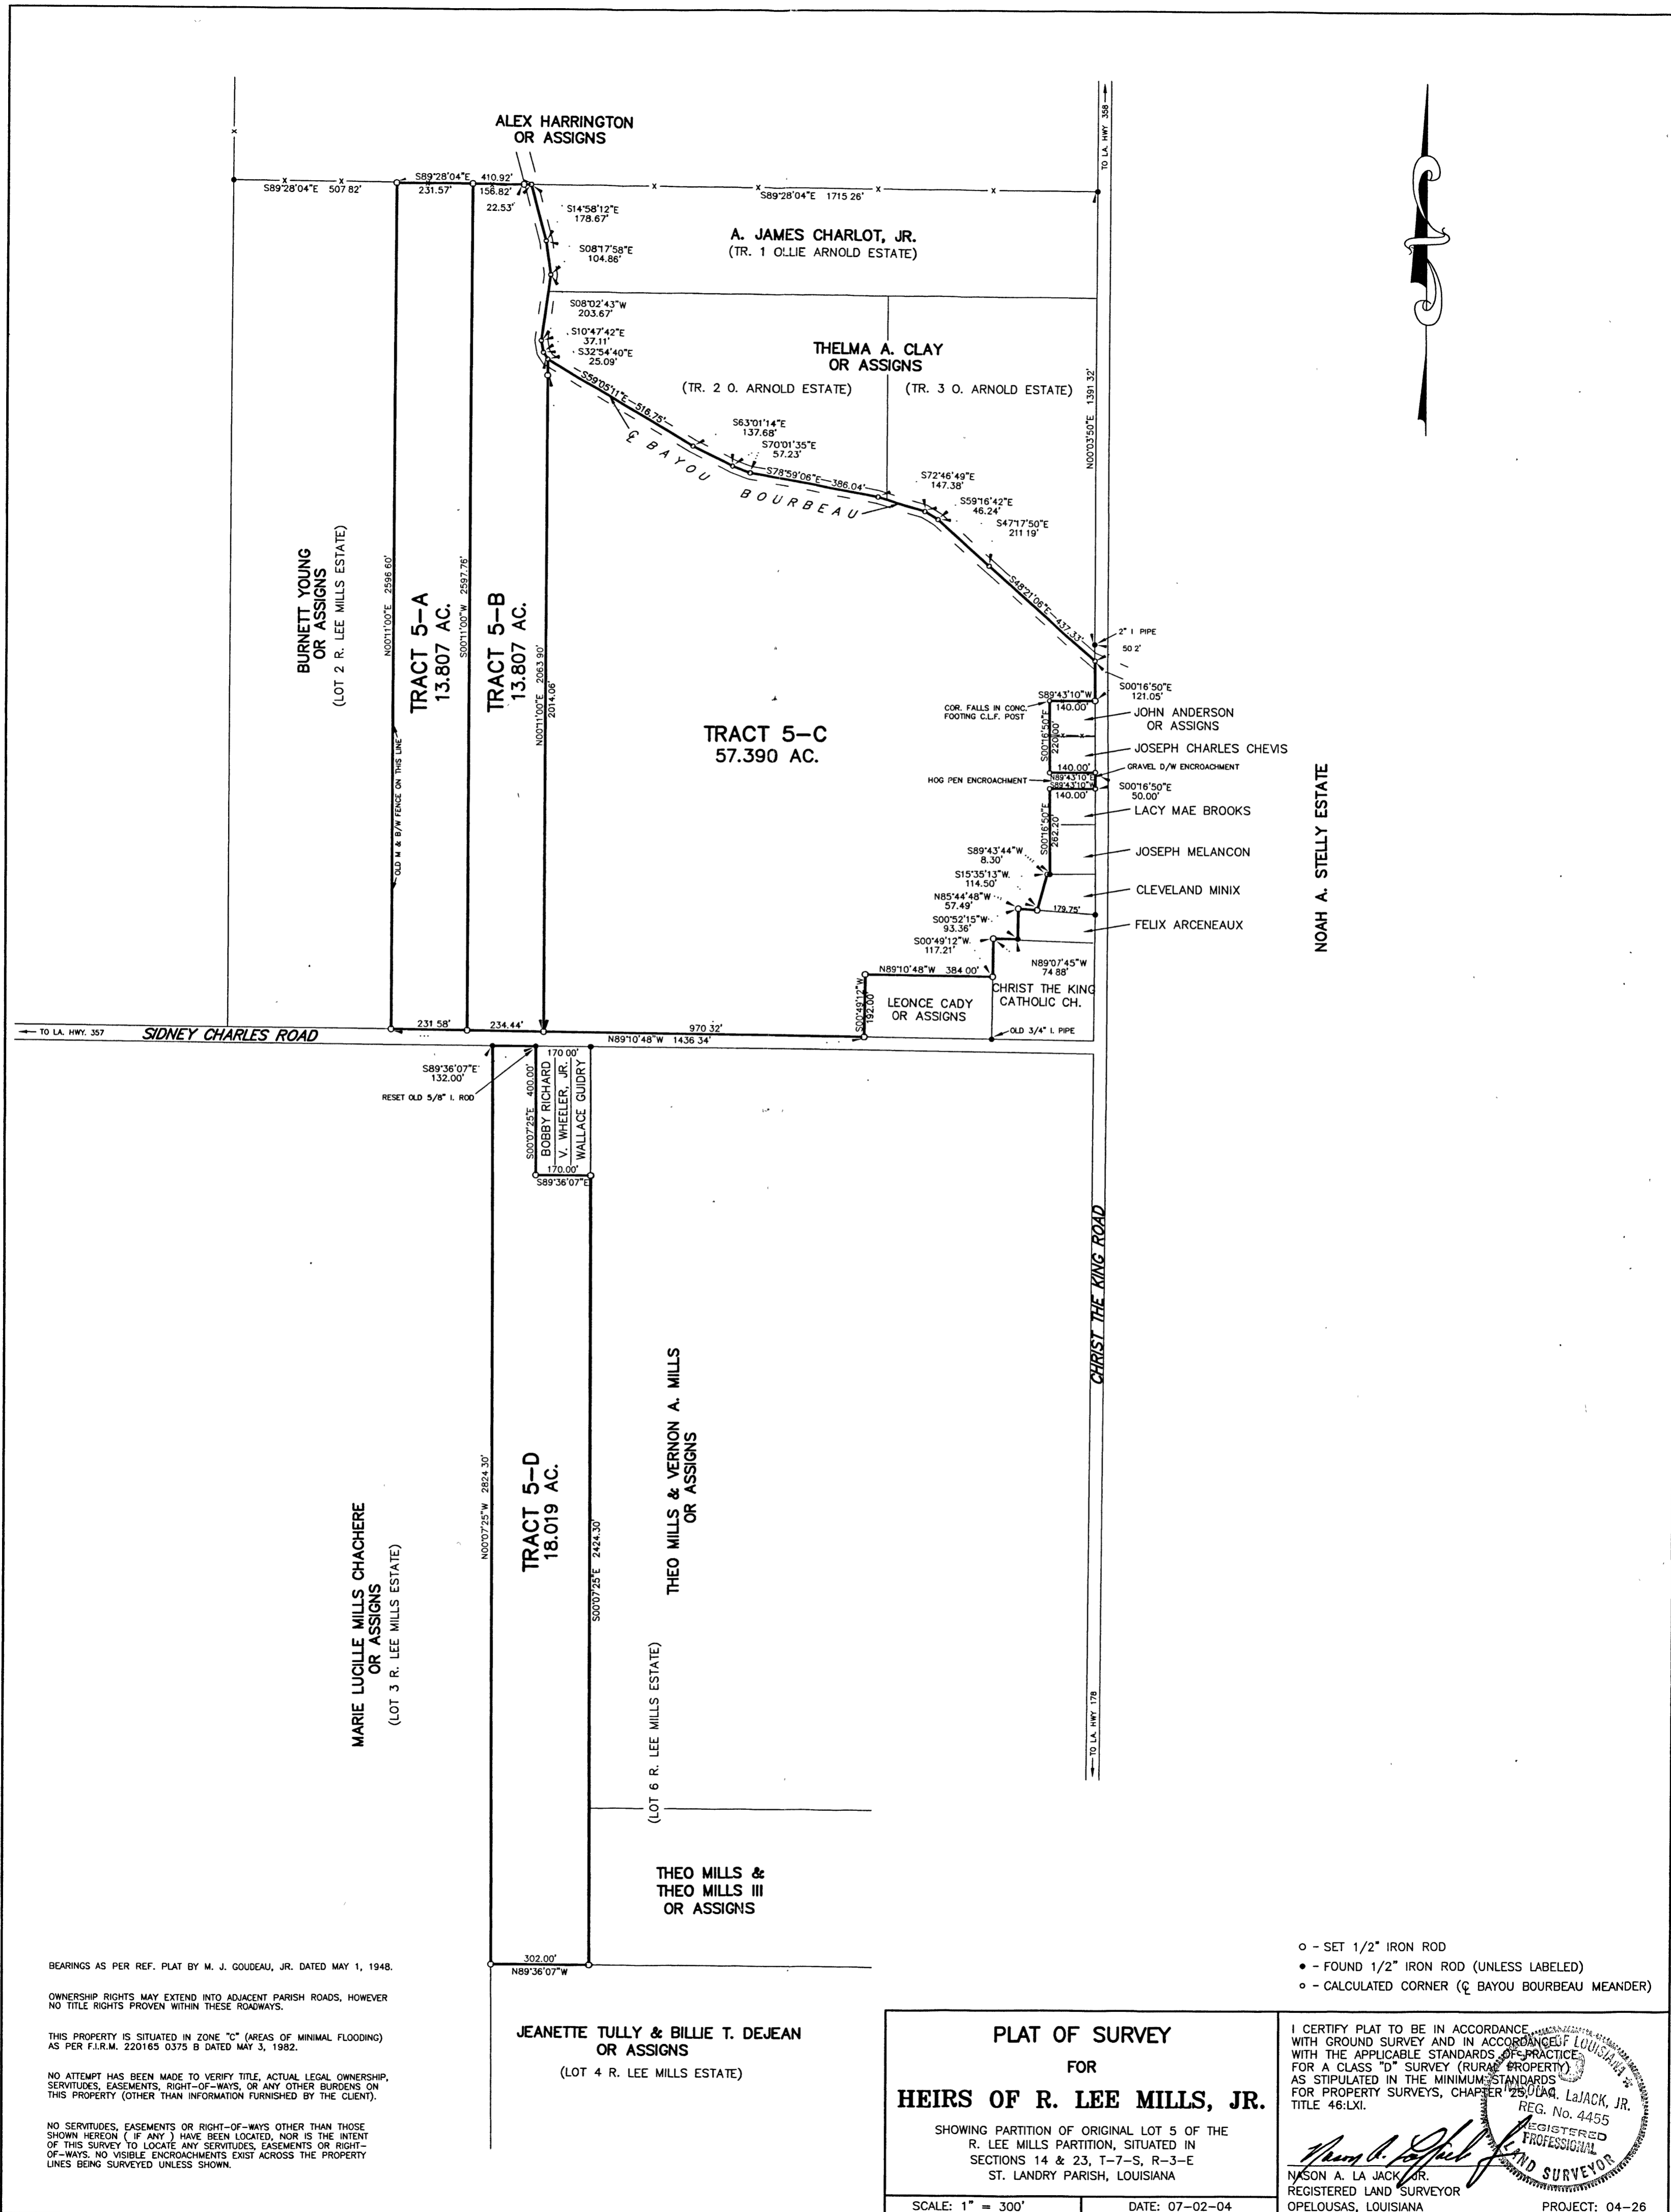 ALEX HARRINGTON
OR ASSIGNS
TO LA. HWY 358
S89°28'04"E 507 82'
S89°28'04"E 410.92'
231.57'
156.82'
22.53'
S89°28'04"E 1715 26'
S14°58'12"E
178.67'
S08°17'58"E
104.86'
A. JAMES CHARLOT, JR.
(TR. 1 OLLIE ARNOLD ESTATE)
S08°02'43"W
203.67'
S10°47'42"E
37.11'
S32°54'40"E
25.09'
THELMA A. CLAY
OR ASSIGNS
(TR. 2 O. ARNOLD ESTATE)
(TR. 3 O. ARNOLD ESTATE)
N00°03'50"E 1391 32'
S59°05'11"E 516.75'
℄ BAYOU BOURBEAU
S63°01'14"E
137.68'
S70°01'35"E
57.23'
S78°59'06"E 386.04'
S72°46'49"E
147.38'
S59°16'42"E
46.24'
S47°17'50"E
211 19'
S48°21'06"E 437.33'
BURNETT YOUNG
OR ASSIGNS
(LOT 2 R. LEE MILLS ESTATE)
N00°11'00"E 2596 60'
OLD M & B/W FENCE ON THIS LINE
TRACT 5-A
13.807 AC.
S00°11'00"W 2597.76'
TRACT 5-B
13.807 AC.
N00°11'00"E 2063 90'
2014.06'
TRACT 5-C
57.390 AC.
2" I PIPE
50 2'
S00°16'50"E
121.05'
S89°43'10"W
140.00'
COR. FALLS IN CONC.
FOOTING C.L.F. POST
S00°16'50"E
220.00'
JOHN ANDERSON
OR ASSIGNS
JOSEPH CHARLES CHEVIS
140.00'
N89°43'10"E
GRAVEL D/W ENCROACHMENT
HOG PEN ENCROACHMENT
S89°43'10"W
140.00'
S00°16'50"E
50.00'
LACY MAE BROOKS
S00°16'50"E
262.20'
JOSEPH MELANCON
S89°43'44"W
8.30'
S15°35'13"W.
114.50'
CLEVELAND MINIX
N85°44'48"W
57.49'
179.75'
S00°52'15"W
93.36'
FELIX ARCENEAUX
S00°49'12"W.
117.21'
N89°07'45"W
74 88'
NOAH A. STELLY ESTATE
N89°10'48"W 384 00'
S00°49'12"W
192.00'
LEONCE CADY
OR ASSIGNS
CHRIST THE KING
CATHOLIC CH.
OLD 3/4" I. PIPE
TO LA. HWY. 357
SIDNEY CHARLES ROAD
231 58'
234.44'
970 32'
N89°10'48"W 1436 34'
S89°36'07"E
132.00'
RESET OLD 5/8" I. ROD
170 00'
S00°07'25"E 400.00'
BOBBY RICHARD
V. WHEELER, JR.
WALLACE GUIDRY
170.00'
S89°36'07"E
CHRIST THE KING ROAD
TO LA. HWY 178
MARIE LUCILLE MILLS CHACHERE
OR ASSIGNS
(LOT 3 R. LEE MILLS ESTATE)
N00°07'25"W 2824 30'
TRACT 5-D
18.019 AC.
S00°07'25"E 2424.30'
THEO MILLS & VERNON A. MILLS
OR ASSIGNS
(LOT 6 R. LEE MILLS ESTATE)
THEO MILLS &
THEO MILLS III
OR ASSIGNS
302.00'
N89°36'07"W
JEANETTE TULLY & BILLIE T. DEJEAN
OR ASSIGNS
(LOT 4 R. LEE MILLS ESTATE)
BEARINGS AS PER REF. PLAT BY M. J. GOUDEAU, JR. DATED MAY 1, 1948.
OWNERSHIP RIGHTS MAY EXTEND INTO ADJACENT PARISH ROADS, HOWEVER
NO TITLE RIGHTS PROVEN WITHIN THESE ROADWAYS.
THIS PROPERTY IS SITUATED IN ZONE "C" (AREAS OF MINIMAL FLOODING)
AS PER F.I.R.M. 220165 0375 B DATED MAY 3, 1982.
NO ATTEMPT HAS BEEN MADE TO VERIFY TITLE, ACTUAL LEGAL OWNERSHIP,
SERVITUDES, EASEMENTS, RIGHT-OF-WAYS, OR ANY OTHER BURDENS ON
THIS PROPERTY (OTHER THAN INFORMATION FURNISHED BY THE CLIENT).
NO SERVITUDES, EASEMENTS OR RIGHT-OF-WAYS OTHER THAN THOSE
SHOWN HEREON ( IF ANY ) HAVE BEEN LOCATED, NOR IS THE INTENT
OF THIS SURVEY TO LOCATE ANY SERVITUDES, EASEMENTS OR RIGHT-
OF-WAYS. NO VISIBLE ENCROACHMENTS EXIST ACROSS THE PROPERTY
LINES BEING SURVEYED UNLESS SHOWN.
○ - SET 1/2" IRON ROD
● - FOUND 1/2" IRON ROD (UNLESS LABELED)
○ - CALCULATED CORNER (℄ BAYOU BOURBEAU MEANDER)
PLAT OF SURVEY
FOR
HEIRS OF R. LEE MILLS, JR.
SHOWING PARTITION OF ORIGINAL LOT 5 OF THE
R. LEE MILLS PARTITION, SITUATED IN
SECTIONS 14 & 23, T-7-S, R-3-E
ST. LANDRY PARISH, LOUISIANA
SCALE: 1" = 300'
DATE: 07-02-04
I CERTIFY PLAT TO BE IN ACCORDANCE
WITH GROUND SURVEY AND IN ACCORDANCE
WITH THE APPLICABLE STANDARDS OF PRACTICE
FOR A CLASS "D" SURVEY (RURAL PROPERTY)
AS STIPULATED IN THE MINIMUM STANDARDS
FOR PROPERTY SURVEYS, CHAPTER 25,
TITLE 46:LXI.
OF LOUISIANA
A. LaJACK, JR.
REG. No. 4455
REGISTERED
PROFESSIONAL
LAND SURVEYOR
NASON A. LA JACK, JR.
REGISTERED LAND SURVEYOR
OPELOUSAS, LOUISIANA
PROJECT: 04-26